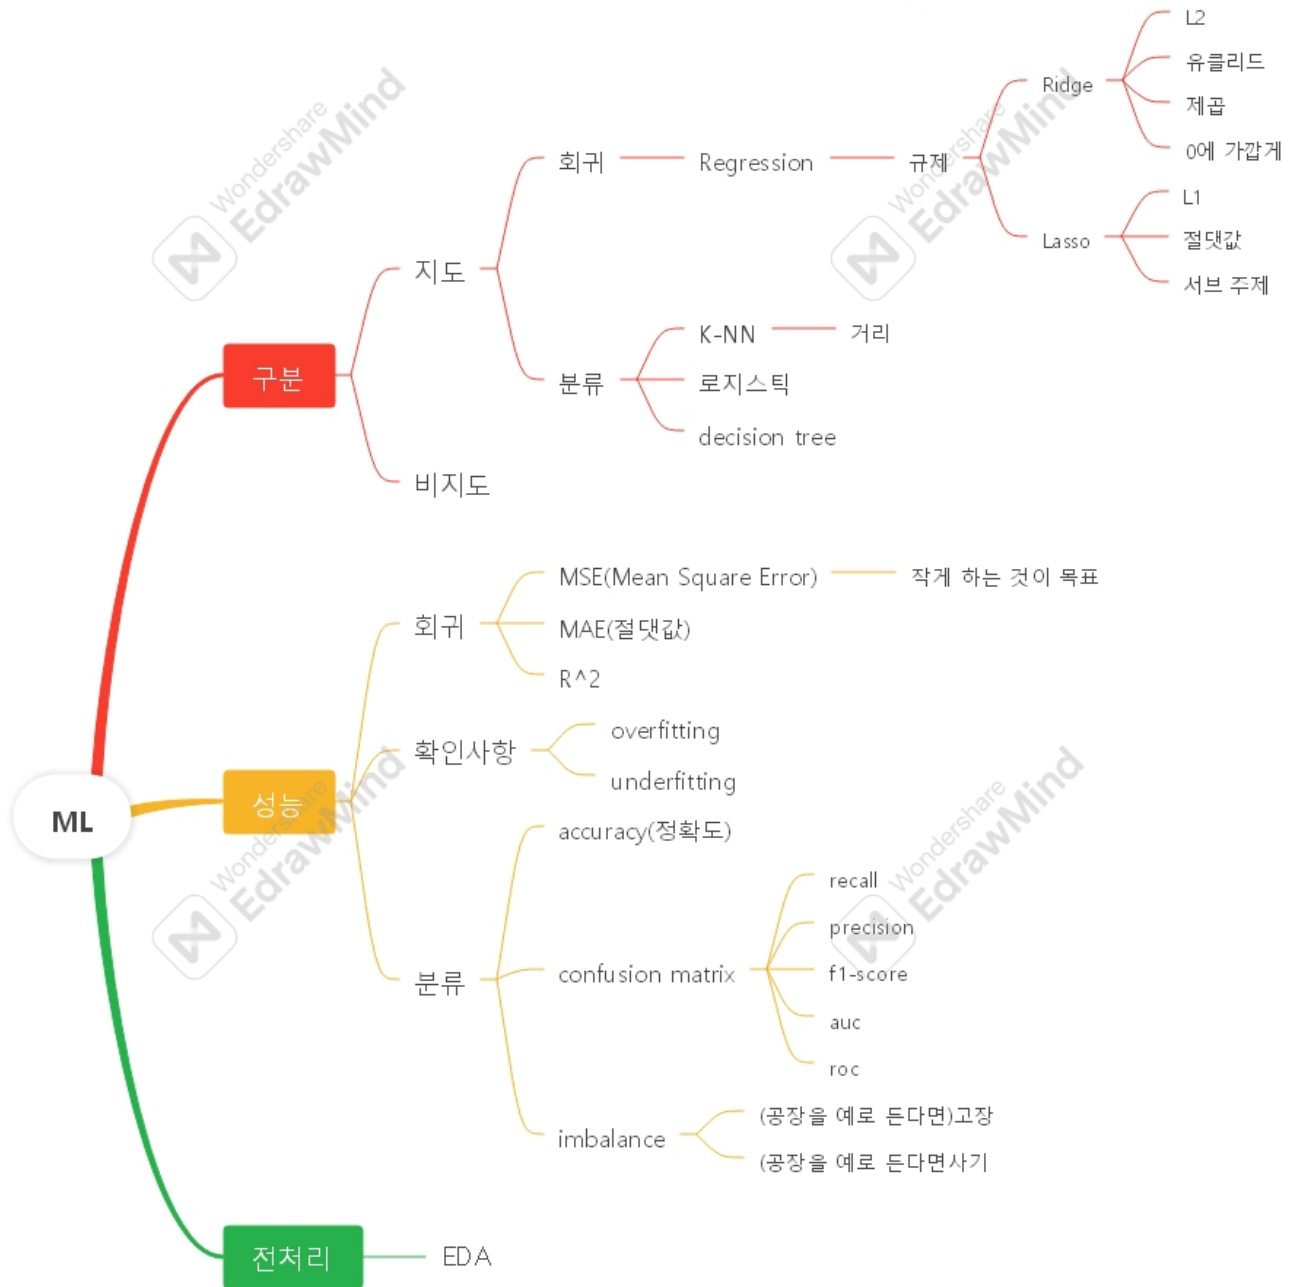 ML
구분
지도
회귀
Regression
규제
Ridge
L2
유클리드
제곱
0에 가깝게
Lasso
L1
절댓값
서브 주제
분류
K-NN
거리
로지스틱
decision tree
비지도
성능
회귀
MSE(Mean Square Error)
작게 하는 것이 목표
MAE(절댓값)
R^2
확인사항
overfitting
underfitting
분류
accuracy(정확도)
confusion matrix
recall
precision
f1-score
auc
roc
imbalance
(공장을 예로 든다면)고장
(공장을 예로 든다면사기
전처리
EDA
Wondershare
EdrawMind
Wondershare
EdrawMind
Wondershare
EdrawMind
Wondershare
EdrawMind